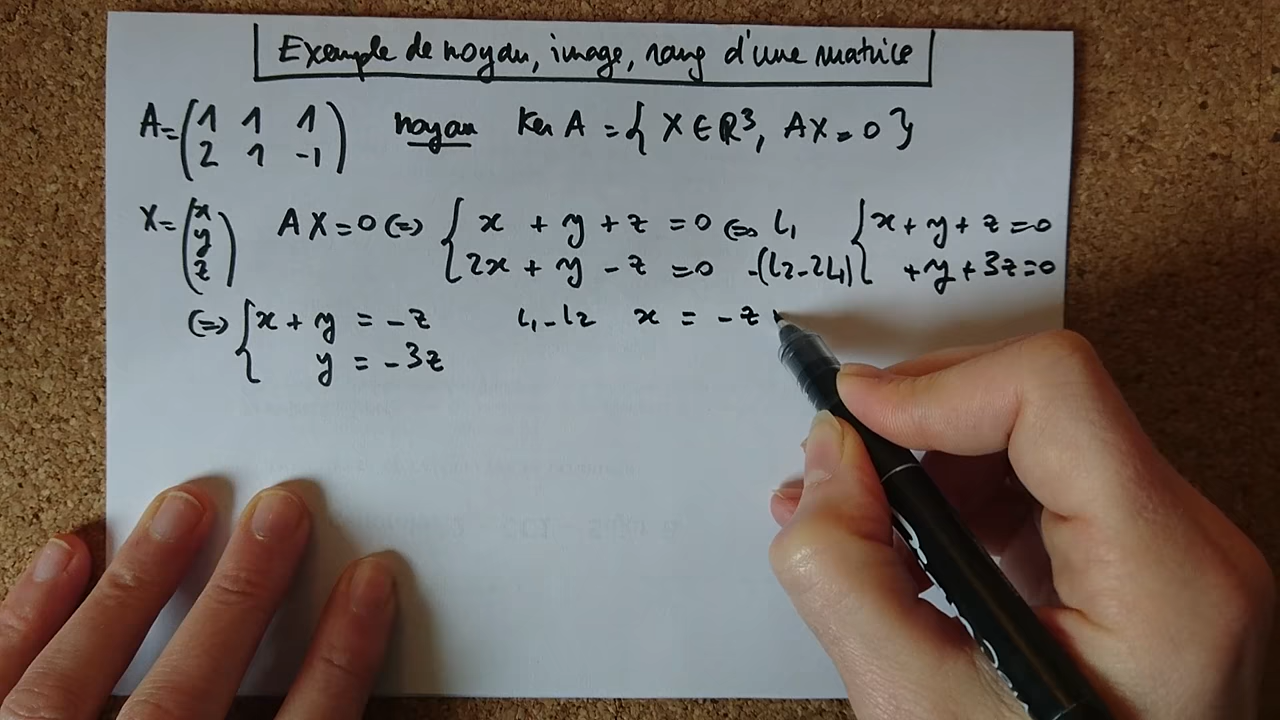 Exemple de noyau, image, rang d'une matrice
A = ( 1 1 1 ; 2 1 -1 ) noyau Ker A = { X ∈ R³, AX = 0 }
X = ( x ; y ; z ) AX = 0 ⇔ { x + y + z = 0 ⇔ L1 { x + y + z = 0
2x + y - z = 0 -(L2-2L1) + y + 3z = 0
⇔ { x + y = -z L1-L2 x = -z
y = -3z